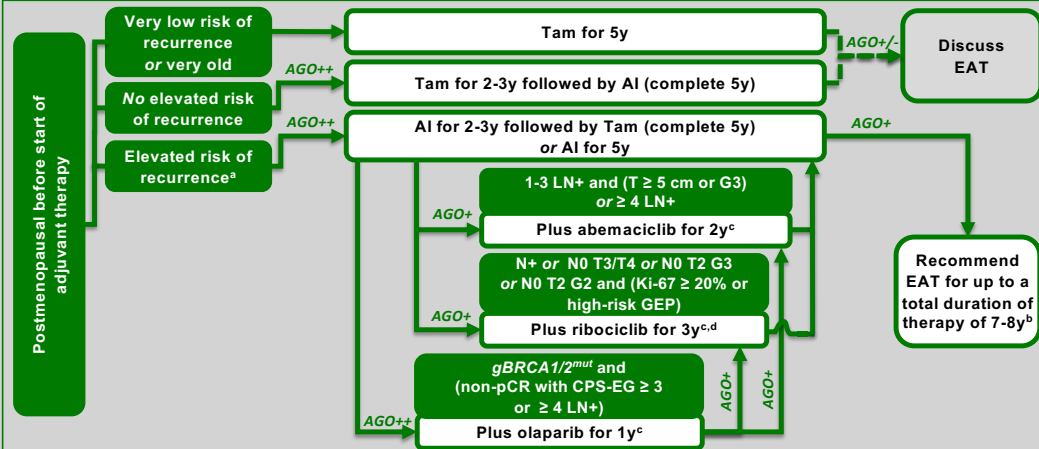 Postmenopausal before start of
adjuvant therapy
Very low risk of
recurrence
or very old
Tam for 5y
AGO+/-
Discuss
EAT
No elevated risk
of recurrence
AGO++
Tam for 2-3y followed by AI (complete 5y)
Elevated risk of
recurrenceᵃ
AGO++
AI for 2-3y followed by Tam (complete 5y)
or AI for 5y
AGO+
1-3 LN+ and (T ≥ 5 cm or G3)
or ≥ 4 LN+
AGO+
Plus abemaciclib for 2yᶜ
N+ or N0 T3/T4 or N0 T2 G3
or N0 T2 G2 and (Ki-67 ≥ 20% or
high-risk GEP)
AGO+
Plus ribociclib for 3yᶜ,ᵈ
Recommend
EAT for up to a
total duration of
therapy of 7-8yᵇ
gBRCA1/2ᵐᵘᵗ and
(non-pCR with CPS-EG ≥ 3
or ≥ 4 LN+)
AGO++
Plus olaparib for 1yᶜ
AGO+
AGO+